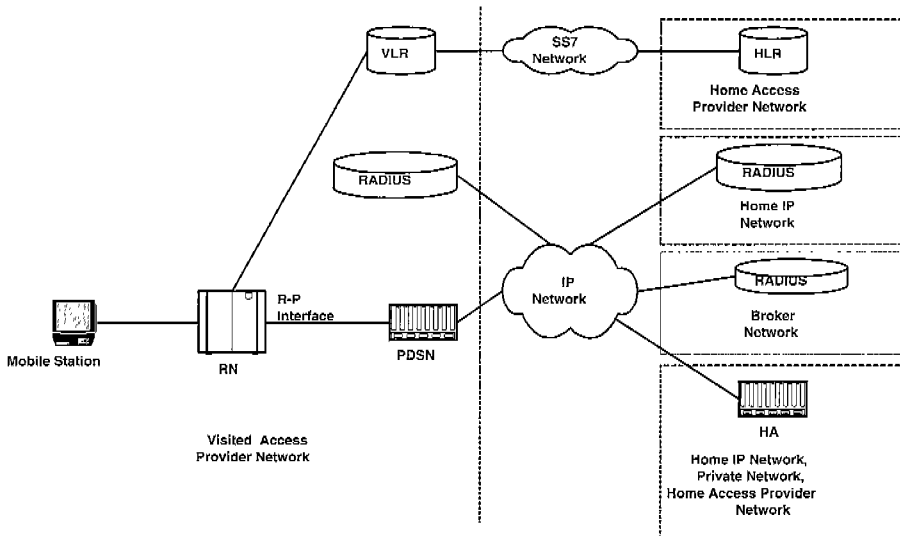 VLR
SS7
Network
HLR
Home Access
Provider Network
RADIUS
RADIUS
Home IP
Network
IP
Network
RADIUS
Broker
Network
R-P
Interface
Mobile Station
RN
PDSN
HA
Visited Access
Provider Network
Home IP Network,
Private Network,
Home Access Provider
Network